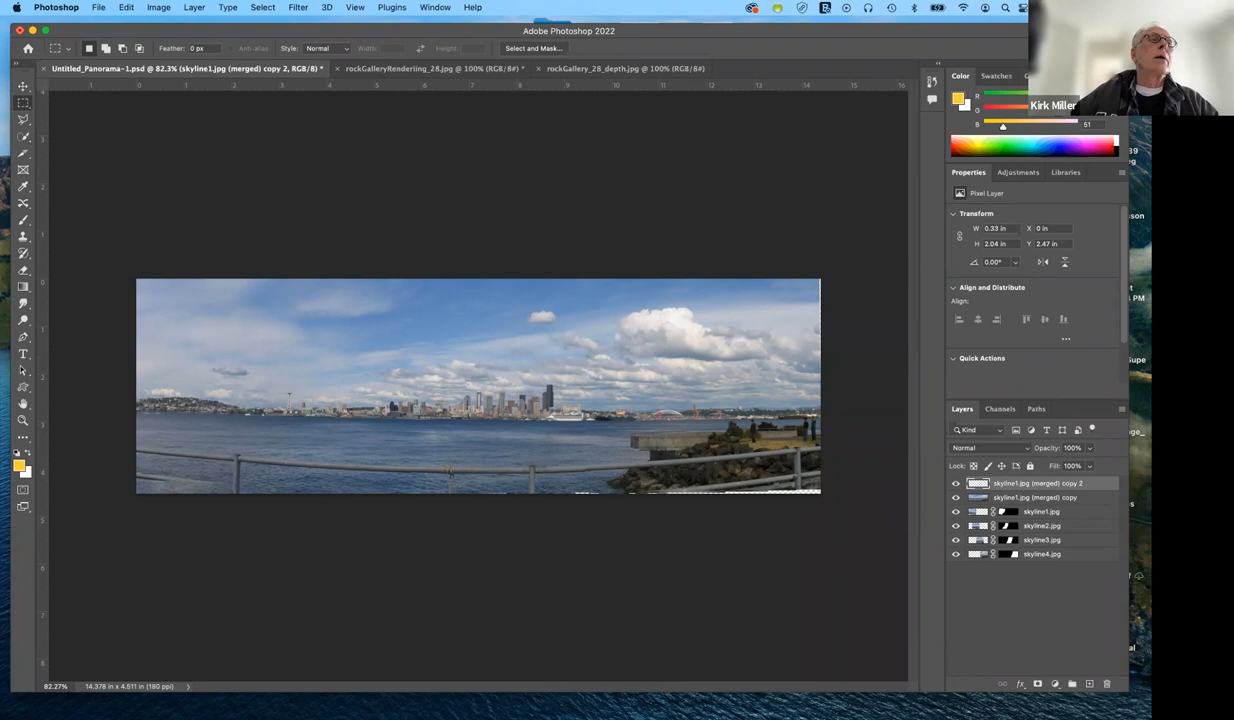 Photoshop File Edit Image Layer Type Select Filter 3D View Plugins Window Help
Adobe Photoshop 2022
Feather: 0 px Anti-alias Style: Normal Width: Height: Select and Mask...
Untitled_Panorama-1.psd @ 82.3% (skyline1.jpg (merged) copy 2, RGB/8) *
rockGalleryRenderiing_28.jpg @ 100% (RGB/8#) *
rockGallery_28_depth.jpg @ 100% (RGB/8#)
Color Swatches
Kirk Miller
R
G
B 51
Properties Adjustments Libraries
Pixel Layer
Transform
W 0.33 in X 0 in
H 2.04 in Y 2.47 in
0.00°
Align and Distribute
Align:
Quick Actions
Layers Channels Paths
Kind
Normal Opacity: 100%
Lock: Fill: 100%
skyline1.jpg (merged) copy 2
skyline1.jpg (merged) copy
skyline1.jpg
skyline2.jpg
skyline3.jpg
skyline4.jpg
82.27% 14.378 in x 4.511 in (180 ppi)